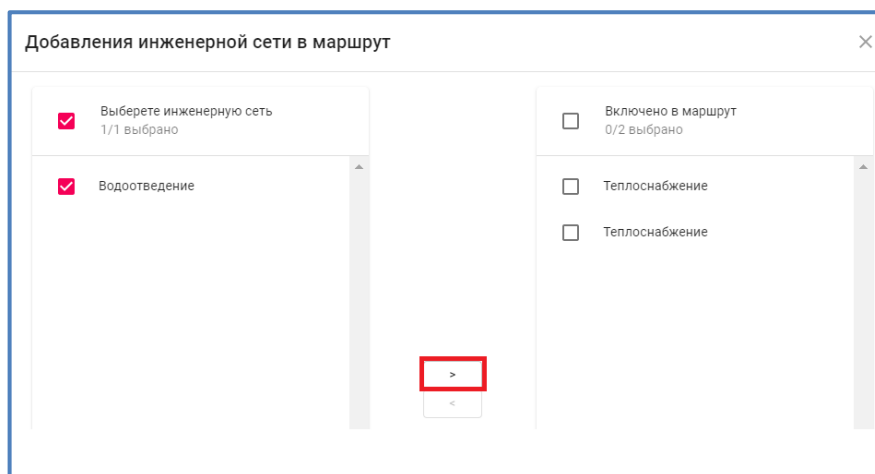 Добавления инженерной сети в маршрут
Выберете инженерную сеть
1/1 выбрано
Водоотведение
>
<
Включено в маршрут
0/2 выбрано
Теплоснабжение
Теплоснабжение